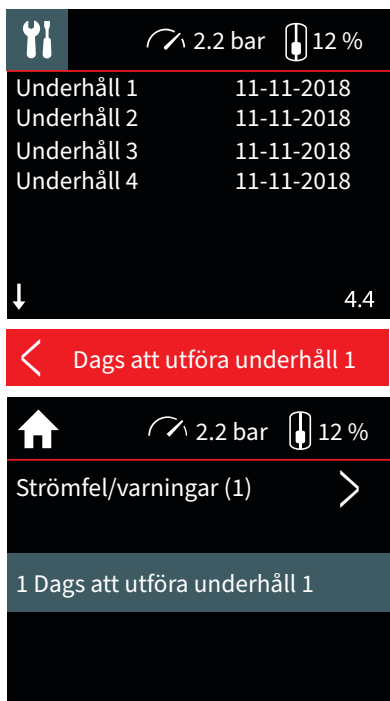 2.2 bar 12 %
Underhåll 1 11-11-2018
Underhåll 2 11-11-2018
Underhåll 3 11-11-2018
Underhåll 4 11-11-2018
4.4
Dags att utföra underhåll 1
2.2 bar 12 %
Strömfel/varningar (1)
1 Dags att utföra underhåll 1